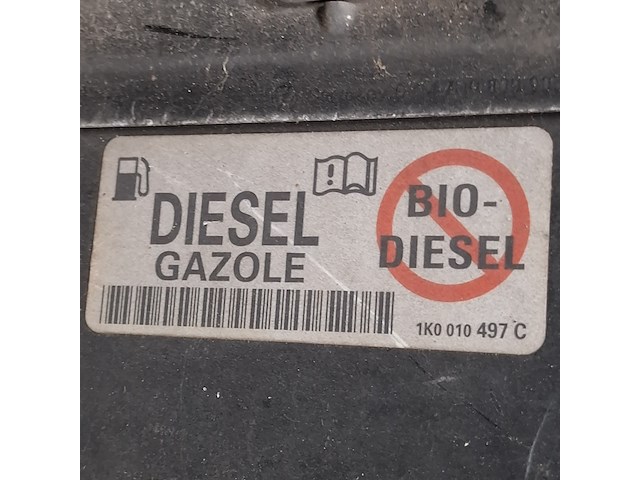 DIESEL
GAZOLE
BIO-
DIESEL
1K0 010 497 C